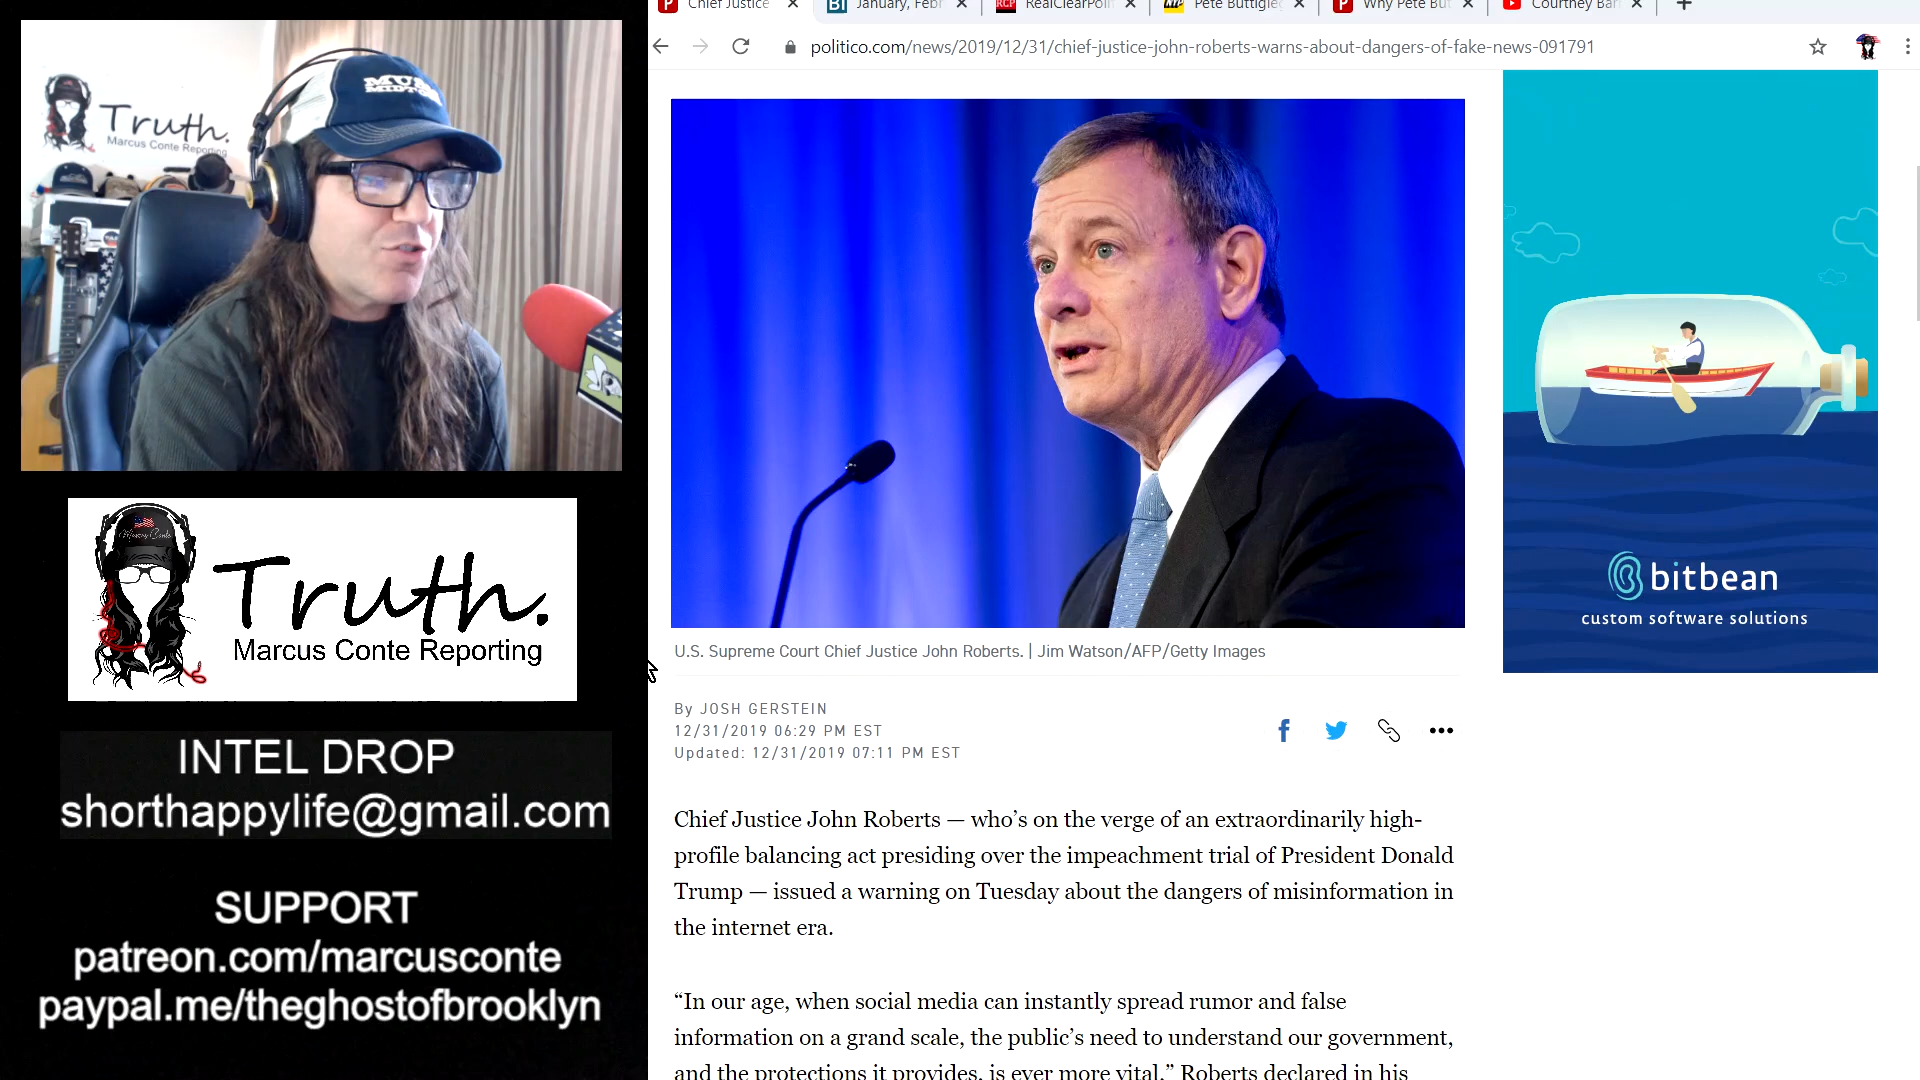 Chief Justice
January, Febr
RCP
RealClearPoli
Pete Buttigieg
Why Pete But
Courtney Bar
politico.com/news/2019/12/31/chief-justice-john-roberts-warns-about-dangers-of-fake-news-091791
Truth.
Marcus Conte Reporting
Truth.
Marcus Conte Reporting
INTEL DROP
shorthappylife@gmail.com
SUPPORT
patreon.com/marcusconte
paypal.me/theghostofbrooklyn
U.S. Supreme Court Chief Justice John Roberts. | Jim Watson/AFP/Getty Images
By JOSH GERSTEIN
12/31/2019 06:29 PM EST
Updated: 12/31/2019 07:11 PM EST
Chief Justice John Roberts — who’s on the verge of an extraordinarily high-
profile balancing act presiding over the impeachment trial of President Donald
Trump — issued a warning on Tuesday about the dangers of misinformation in
the internet era.
“In our age, when social media can instantly spread rumor and false
information on a grand scale, the public’s need to understand our government,
and the protections it provides, is ever more vital,” Roberts declared in his
bitbean
custom software solutions